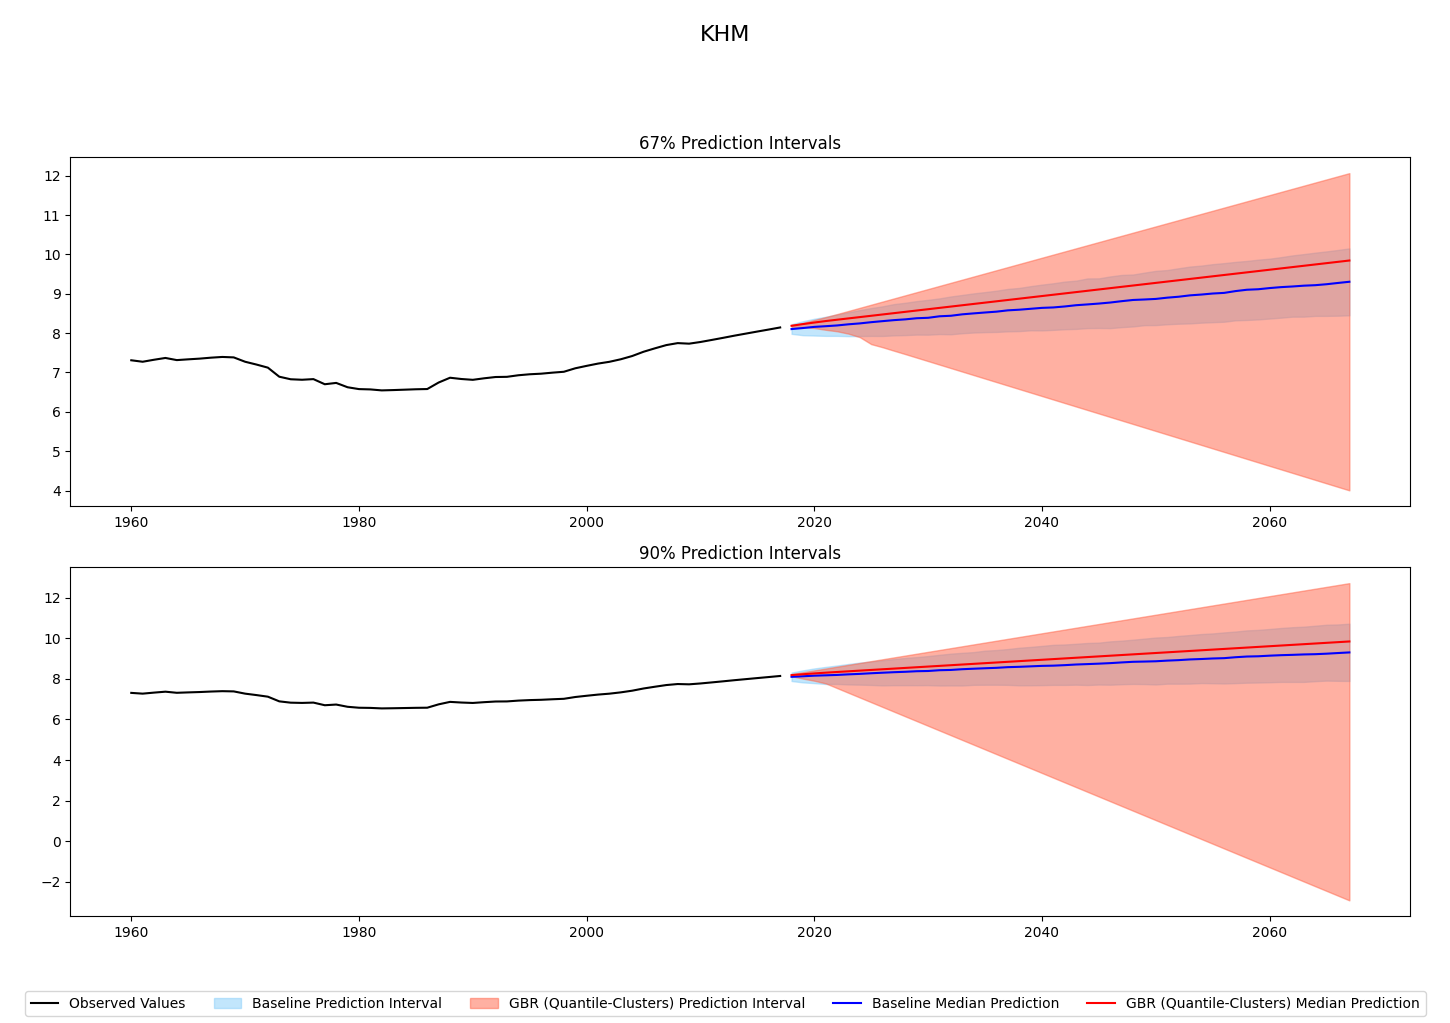 KHM
67% Prediction Intervals
12
11
10
9
8
7
6
5
4
1960 1980 2000 2020 2040 2060
90% Prediction Intervals
12
10
8
6
4
2
0
−2
1960 1980 2000 2020 2040 2060
Observed Values Baseline Prediction Interval GBR (Quantile-Clusters) Prediction Interval Baseline Median Prediction GBR (Quantile-Clusters) Median Prediction